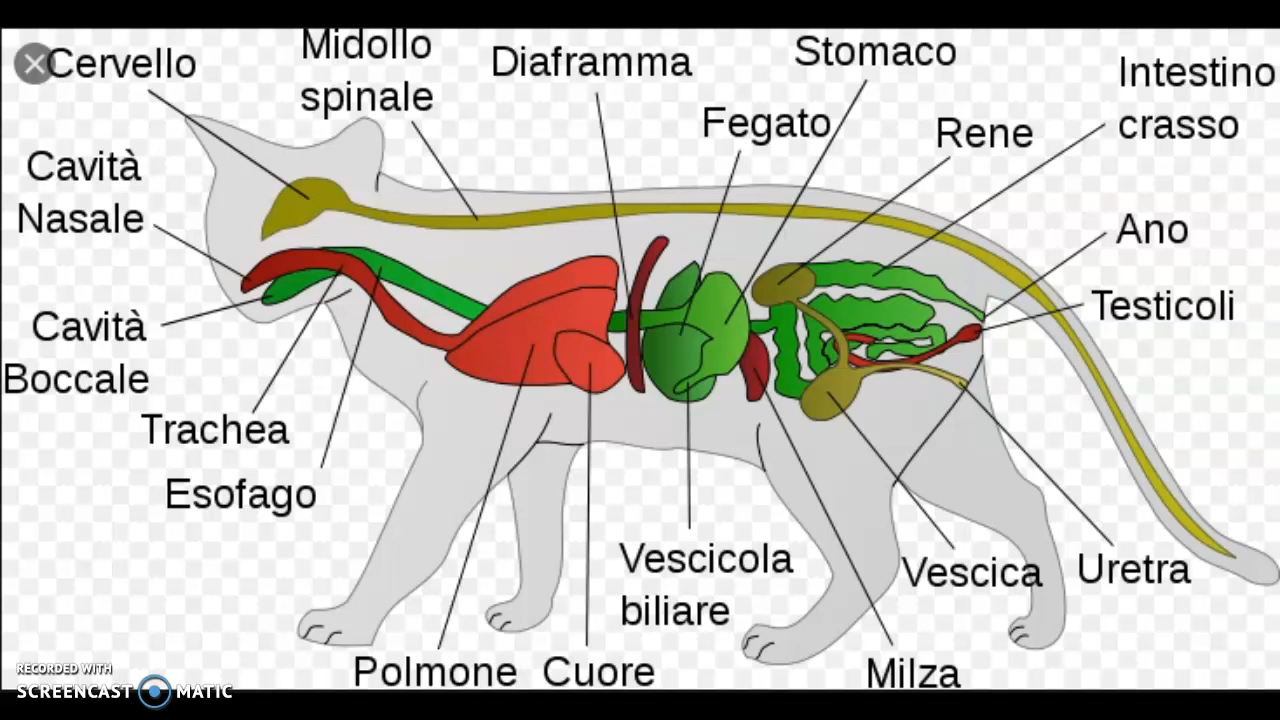 Cervello
Midollo
spinale
Diaframma
Stomaco
Fegato
Rene
Intestino
crasso
Cavità
Nasale
Ano
Testicoli
Cavità
Boccale
Trachea
Esofago
Vescicola
biliare
Vescica
Uretra
Polmone
Cuore
Milza
RECORDED WITH
SCREENCAST MATIC